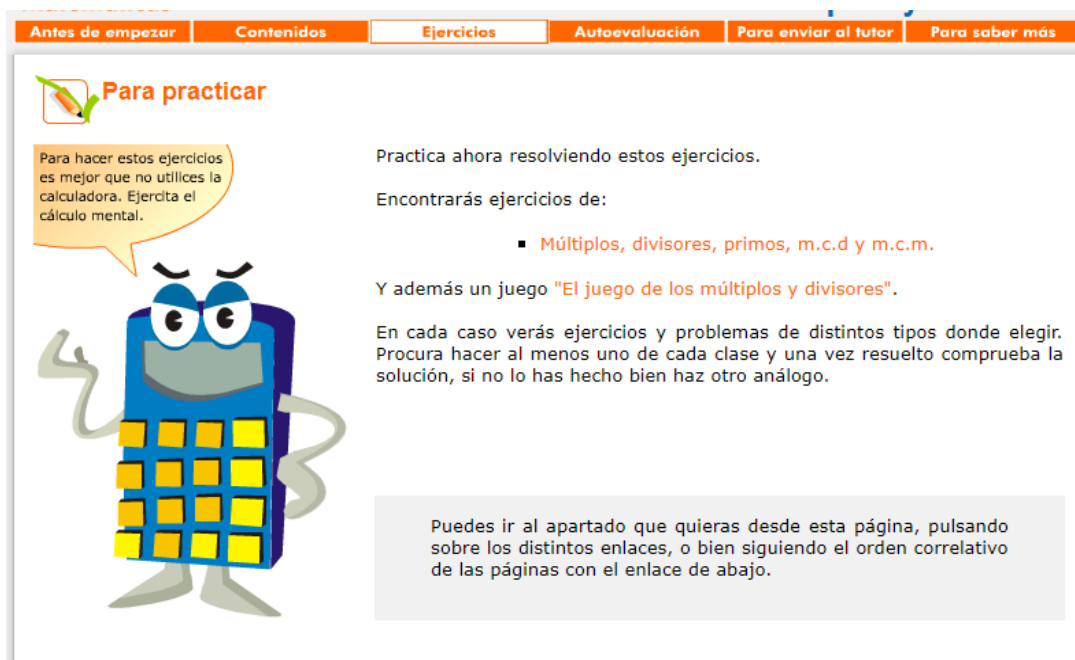 Antes de empezar
Contenidos
Ejercicios
Autoevaluación
Para enviar al tutor
Para saber más
Para practicar
Para hacer estos ejercicios
es mejor que no utilices la
calculadora. Ejercita el
cálculo mental.
Practica ahora resolviendo estos ejercicios.
Encontrarás ejercicios de:
▪ Múltiplos, divisores, primos, m.c.d y m.c.m.
Y además un juego "El juego de los múltiplos y divisores".
En cada caso verás ejercicios y problemas de distintos tipos donde elegir.
Procura hacer al menos uno de cada clase y una vez resuelto comprueba la
solución, si no lo has hecho bien haz otro análogo.
Puedes ir al apartado que quieras desde esta página, pulsando
sobre los distintos enlaces, o bien siguiendo el orden correlativo
de las páginas con el enlace de abajo.